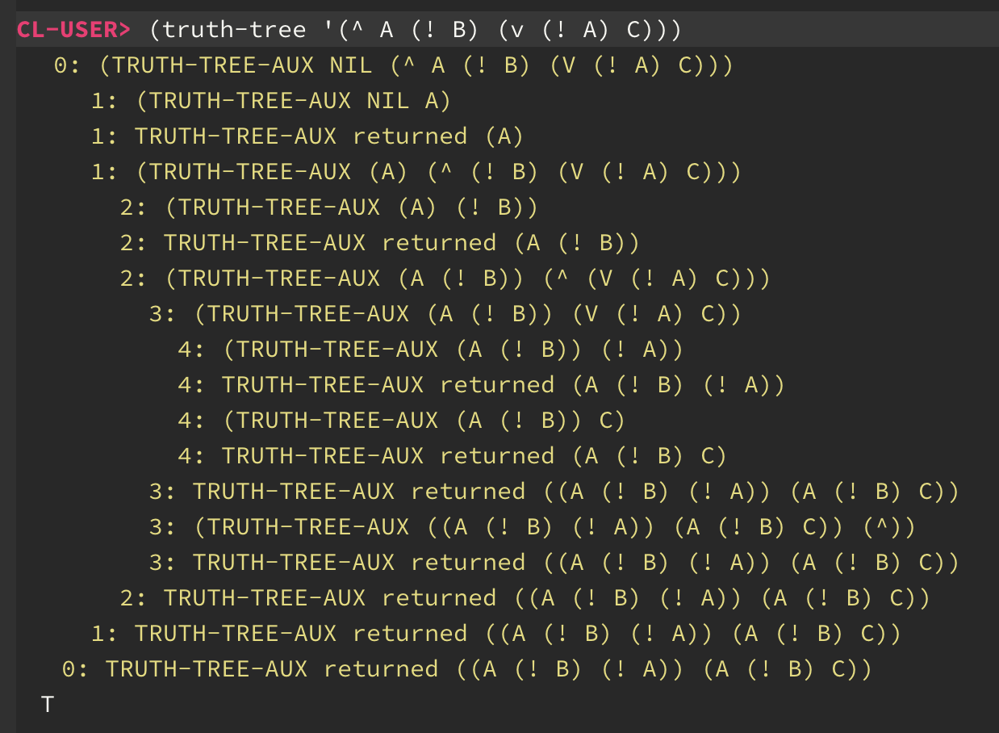 CL-USER> (truth-tree '(^ A (! B) (v (! A) C)))
0: (TRUTH-TREE-AUX NIL (^ A (! B) (V (! A) C)))
1: (TRUTH-TREE-AUX NIL A)
1: TRUTH-TREE-AUX returned (A)
1: (TRUTH-TREE-AUX (A) (^ (! B) (V (! A) C)))
2: (TRUTH-TREE-AUX (A) (! B))
2: TRUTH-TREE-AUX returned (A (! B))
2: (TRUTH-TREE-AUX (A (! B)) (^ (V (! A) C)))
3: (TRUTH-TREE-AUX (A (! B)) (V (! A) C))
4: (TRUTH-TREE-AUX (A (! B)) (! A))
4: TRUTH-TREE-AUX returned (A (! B) (! A))
4: (TRUTH-TREE-AUX (A (! B)) C)
4: TRUTH-TREE-AUX returned (A (! B) C)
3: TRUTH-TREE-AUX returned ((A (! B) (! A)) (A (! B) C))
3: (TRUTH-TREE-AUX ((A (! B) (! A)) (A (! B) C)) (^))
3: TRUTH-TREE-AUX returned ((A (! B) (! A)) (A (! B) C))
2: TRUTH-TREE-AUX returned ((A (! B) (! A)) (A (! B) C))
1: TRUTH-TREE-AUX returned ((A (! B) (! A)) (A (! B) C))
0: TRUTH-TREE-AUX returned ((A (! B) (! A)) (A (! B) C))
T